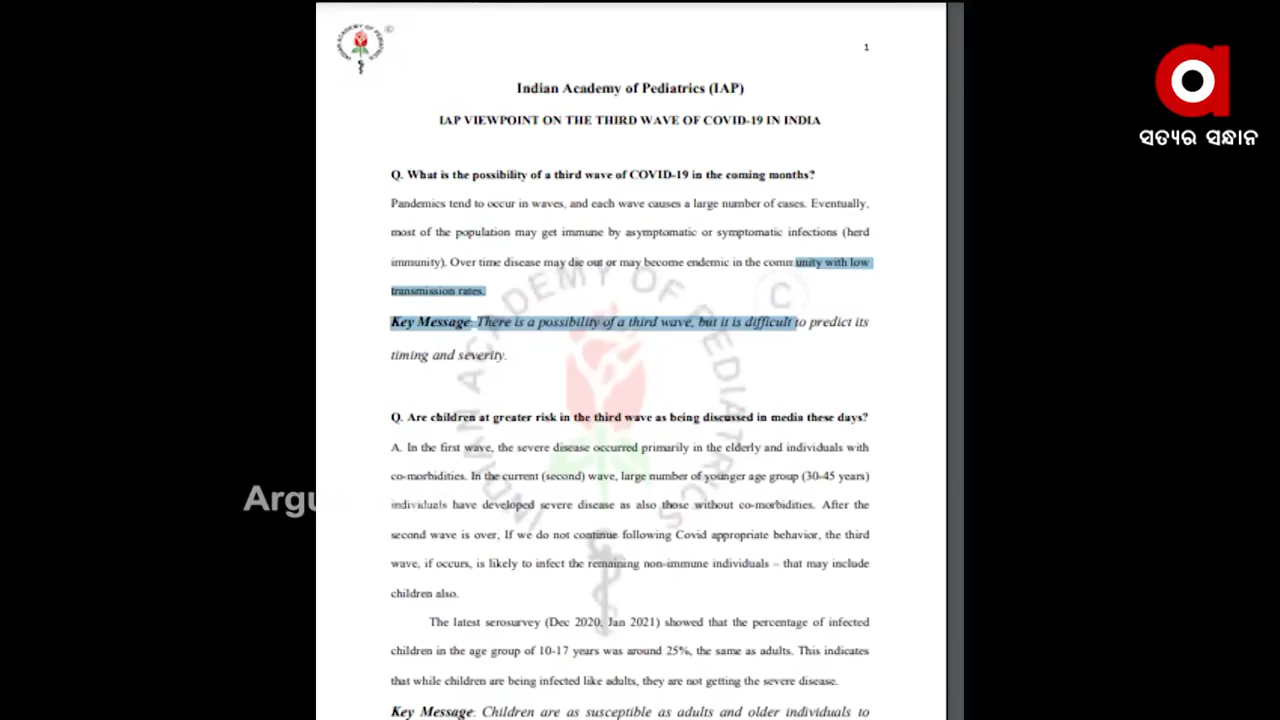 1
Indian Academy of Pediatrics (IAP)
IAP VIEWPOINT ON THE THIRD WAVE OF COVID-19 IN INDIA
Q. What is the possibility of a third wave of COVID-19 in the coming months?
Pandemics tend to occur in waves, and each wave causes a large number of cases. Eventually,
most of the population may get immune by asymptomatic or symptomatic infections (herd
immunity). Over time disease may die out or may become endemic in the community with low
transmission rates.
Key Message: There is a possibility of a third wave, but it is difficult to predict its
timing and severity.
Q. Are children at greater risk in the third wave as being discussed in media these days?
A. In the first wave, the severe disease occurred primarily in the elderly and individuals with
co-morbidities. In the current (second) wave, large number of younger age group (30-45 years)
individuals have developed severe disease as also those without co-morbidities. After the
second wave is over, If we do not continue following Covid appropriate behavior, the third
wave, if occurs, is likely to infect the remaining non-immune individuals – that may include
children also.
The latest serosurvey (Dec 2020, Jan 2021) showed that the percentage of infected
children in the age group of 10-17 years was around 25%, the same as adults. This indicates
that while children are being infected like adults, they are not getting the severe disease.
Key Message: Children are as susceptible as adults and older individuals to
INDIAN ACADEMY OF PEDIATRICS
©
INDIAN ACADEMY OF PEDIATRICS
©
Argu
ସତ୍ୟର ସନ୍ଧାନ